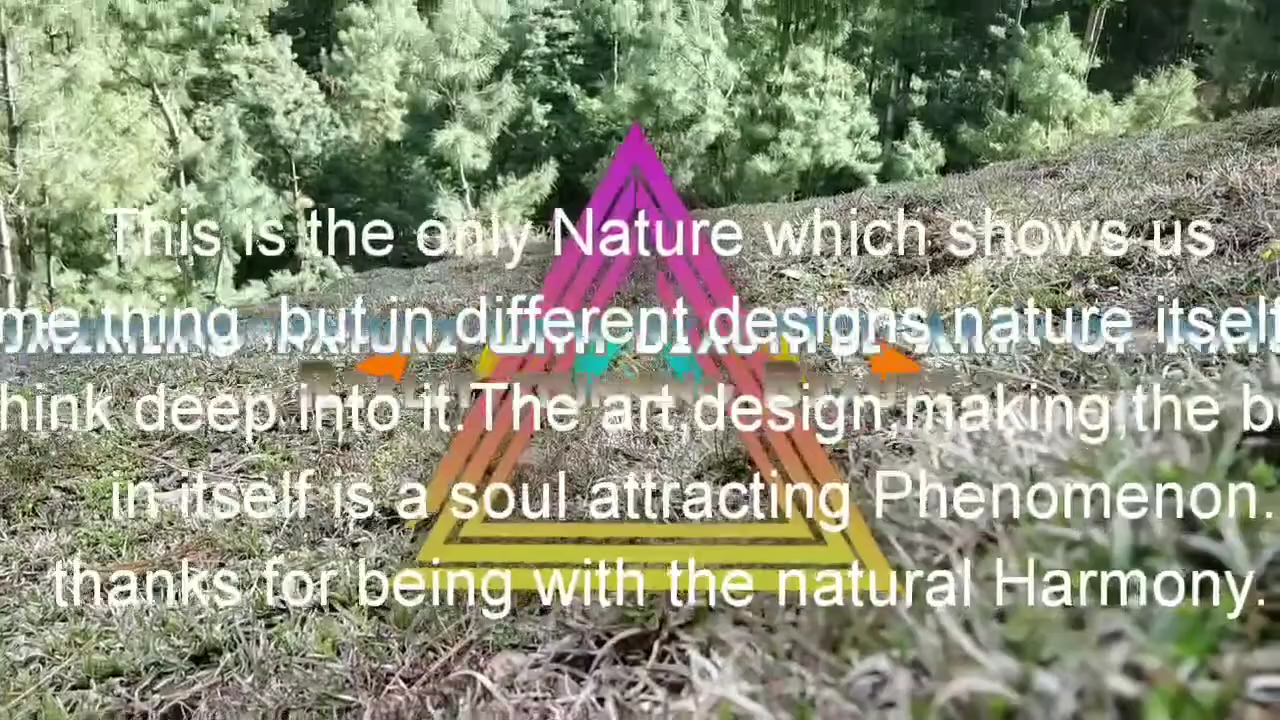 This is the only Nature which shows us
me thing ,but in different designs,nature itself
hink deep into it.The art,design,making,the b
in itself is a soul attracting Phenomenon.
thanks for being with the natural Harmony.